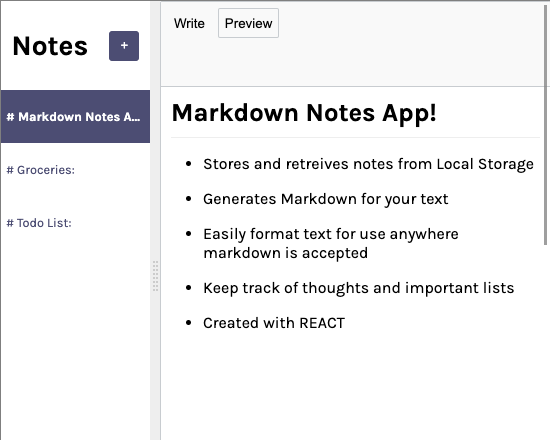 Notes
+
# Markdown Notes A...
# Groceries:
# Todo List:
Write
Preview
Markdown Notes App!
Stores and retreives notes from Local Storage
Generates Markdown for your text
Easily format text for use anywhere
markdown is accepted
Keep track of thoughts and important lists
Created with REACT